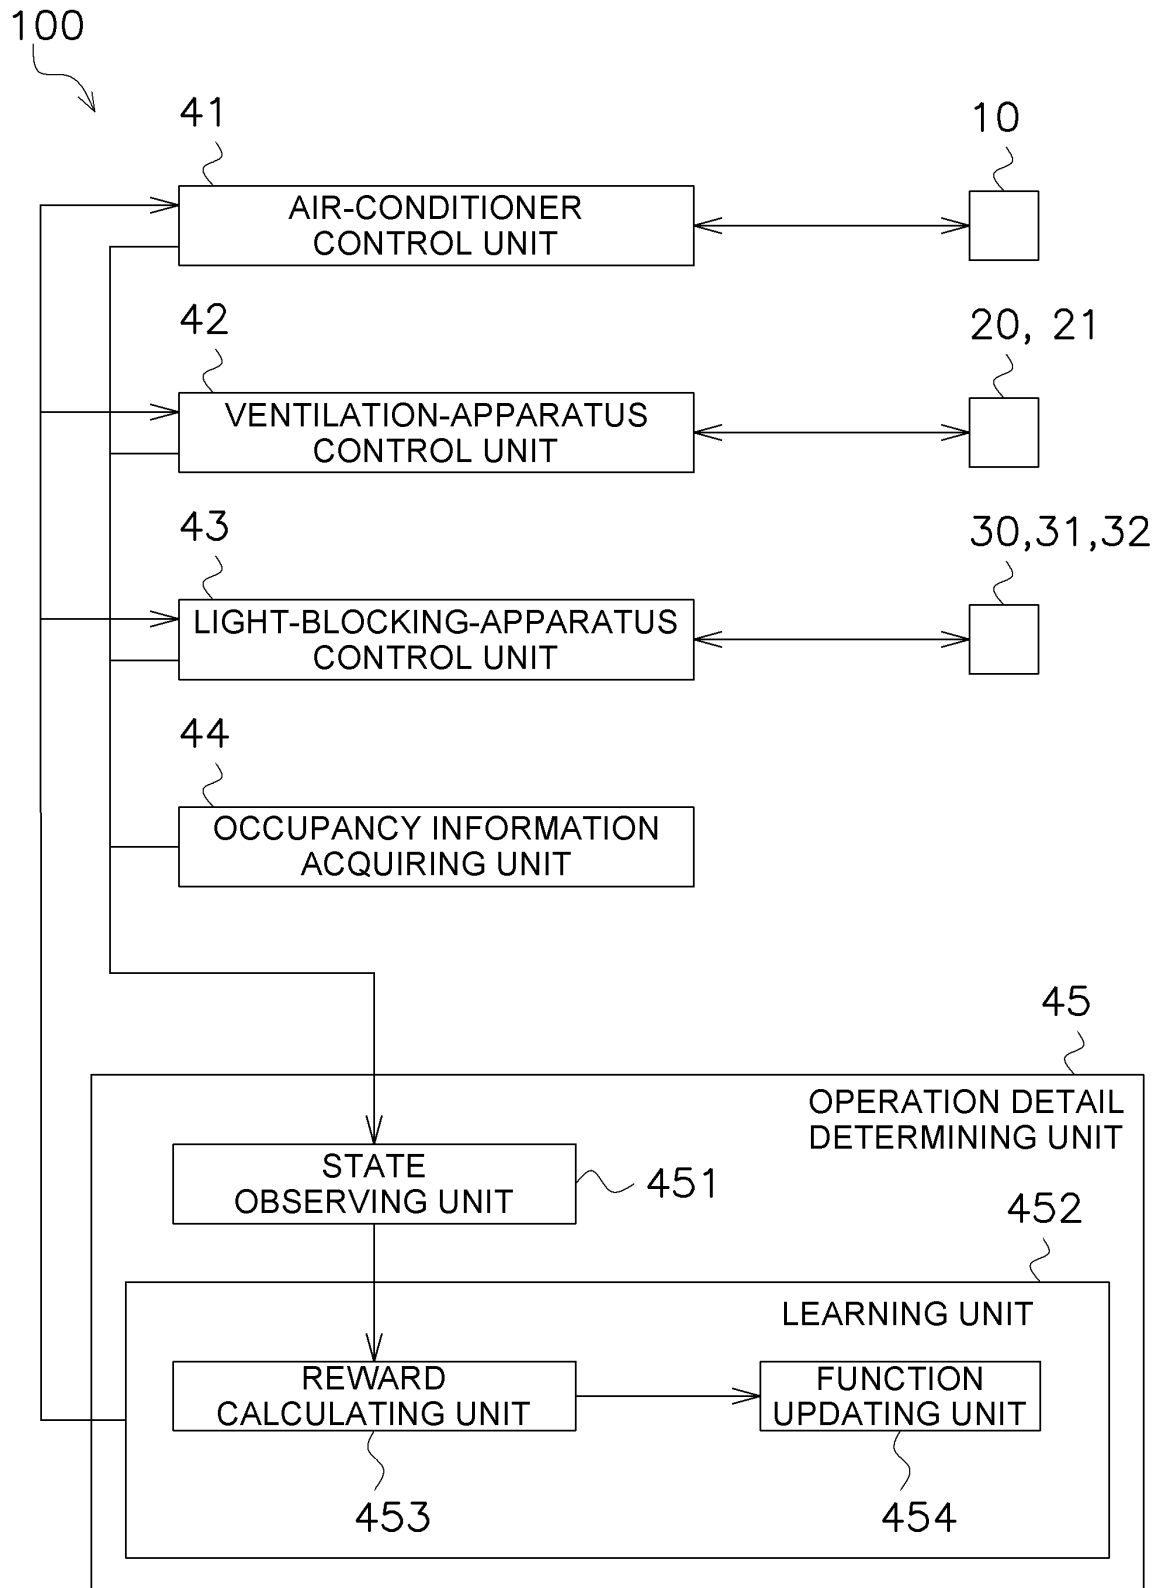 100
41
10
AIR-CONDITIONER
CONTROL UNIT
42
20, 21
VENTILATION-APPARATUS
CONTROL UNIT
43
30,31,32
LIGHT-BLOCKING-APPARATUS
CONTROL UNIT
44
OCCUPANCY INFORMATION
ACQUIRING UNIT
45
OPERATION DETAIL
DETERMINING UNIT
STATE
OBSERVING UNIT
451
452
LEARNING UNIT
REWARD
CALCULATING UNIT
FUNCTION
UPDATING UNIT
453
454